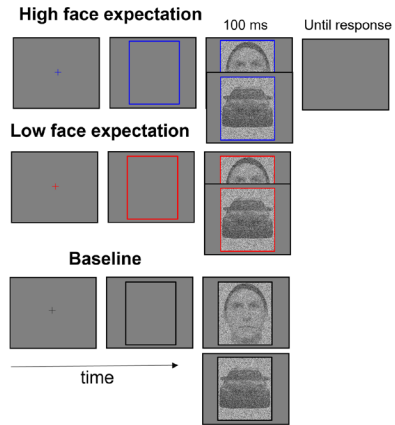 High face expectation
100 ms
Until response
Low face expectation
Baseline
time